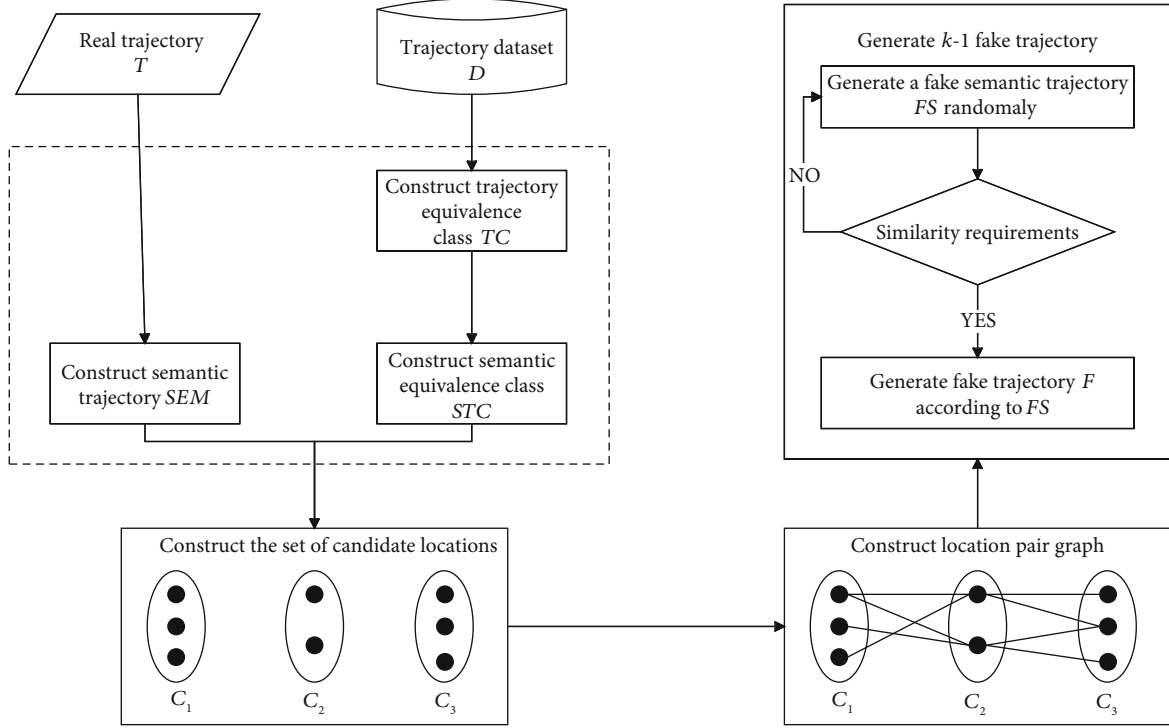 Real trajectory
T
Trajectory dataset
D
Construct trajectory
equivalence
class TC
Construct semantic
trajectory SEM
Construct semantic
equivalence class
STC
Construct the set of candidate locations
C₁
C₂
C₃
Generate k-1 fake trajectory
Generate a fake semantic trajectory
FS randomaly
NO
Similarity requirements
YES
Generate fake trajectory F
according to FS
Construct location pair graph
C₁
C₂
C₃